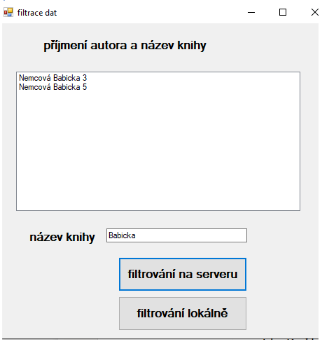 filtrace dat
příjmení autora a název knihy
Nemcová Babicka 3
Nemcová Babicka 5
název knihy Babicka
filtrování na serveru
filtrování lokálně